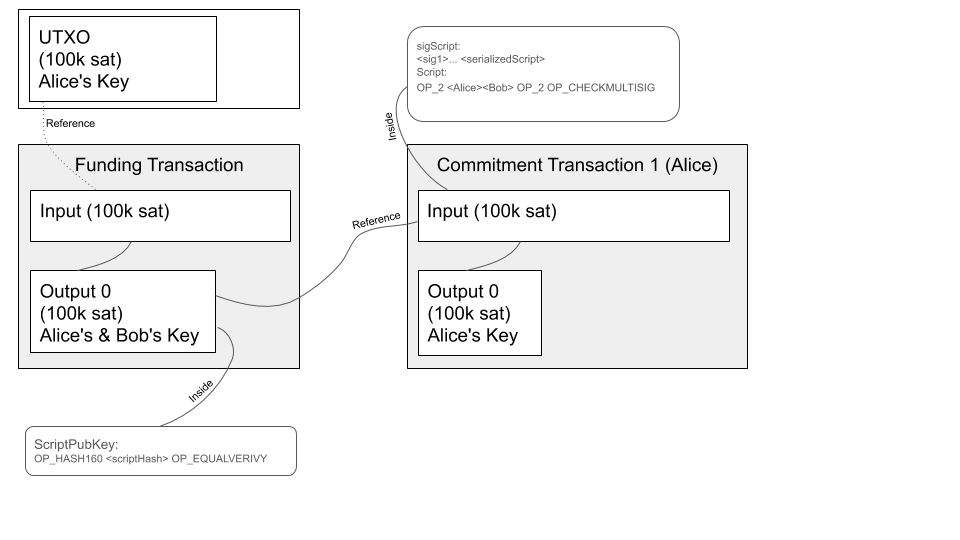 UTXO
(100k sat)
Alice's Key
Reference
Funding Transaction
Input (100k sat)
Output 0
(100k sat)
Alice's & Bob's Key
Inside
ScriptPubKey:
OP_HASH160 <scriptHash> OP_EQUALVERIVY
sigScript:
<sig1>... <serializedScript>
Script:
OP_2 <Alice><Bob> OP_2 OP_CHECKMULTISIG
Inside
Commitment Transaction 1 (Alice)
Reference
Input (100k sat)
Output 0
(100k sat)
Alice's Key